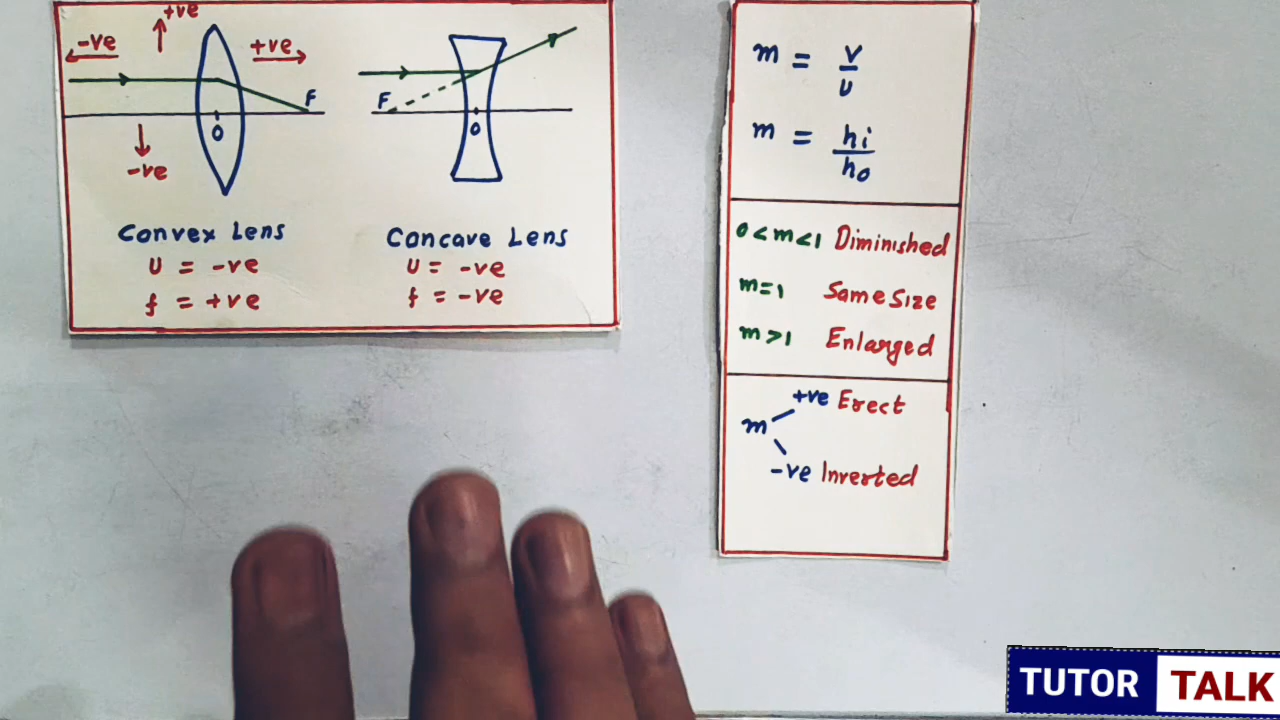 +ve
-ve
+ve
F
O
-ve
F
O
Convex Lens
U = -ve
f = +ve
Concave Lens
U = -ve
f = -ve
m = v/u
m = hi/ho
0<m<1 Diminished
m=1 Same Size
m>1 Enlarged
+ve Erect
m
-ve Inverted
TUTOR TALK